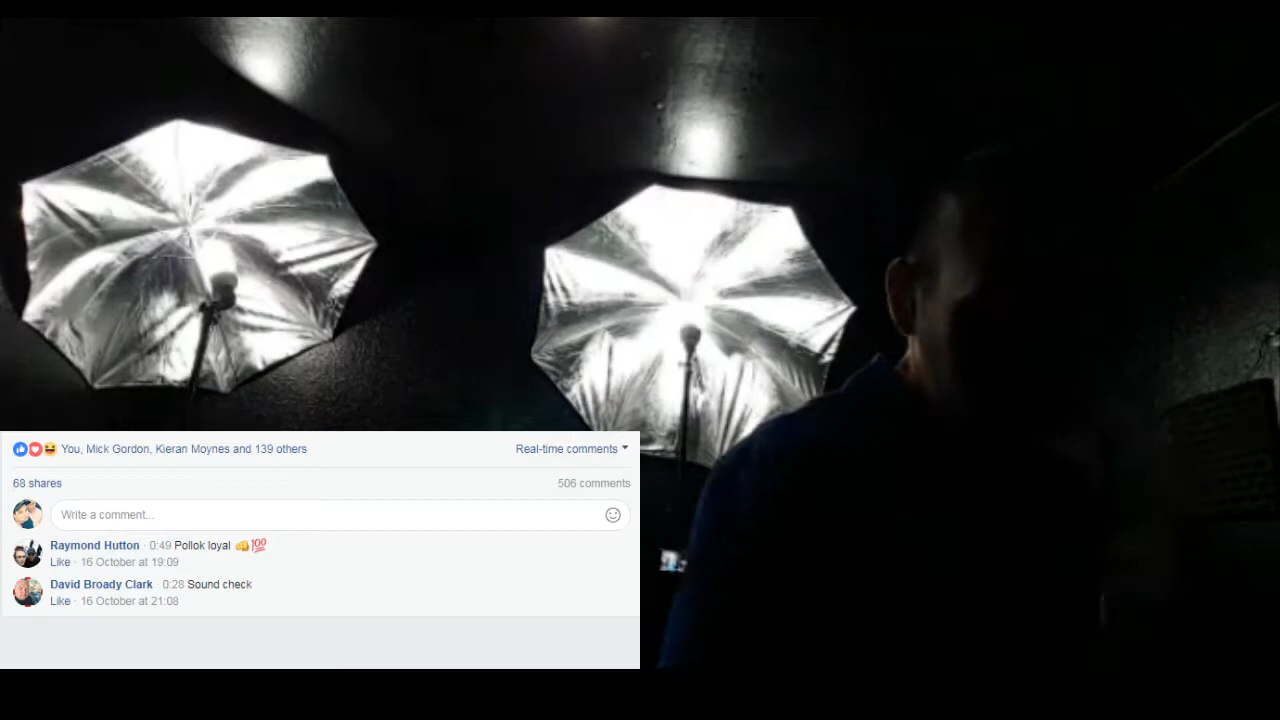 You, Mick Gordon, Kieran Moynes and 139 others
Real-time comments
68 shares
506 comments
Write a comment...
Raymond Hutton · 0:49 Pollok loyal 👊💯
Like · 16 October at 19:09
David Broady Clark · 0:28 Sound check
Like · 16 October at 21:08